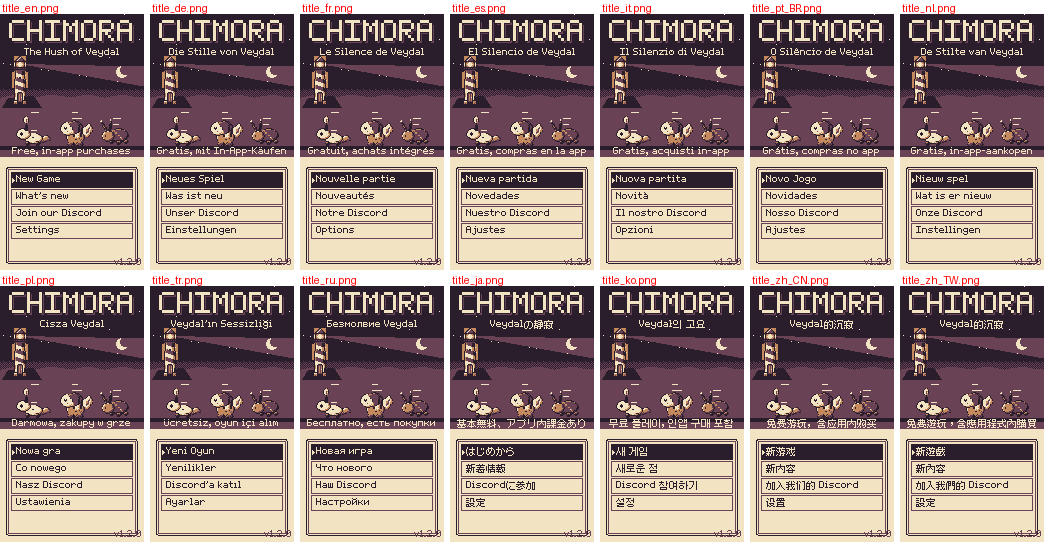 title_en.png
CHIMORA
The Hush of Veydal
Free, in-app purchases
New Game
What's new
Join our Discord
Settings
v1.2.9
title_de.png
CHIMORA
Die Stille von Veydal
Gratis, mit In-App-Käufen
Neues Spiel
Was ist neu
Unser Discord
Einstellungen
v1.2.9
title_fr.png
CHIMORA
Le Silence de Veydal
Gratuit, achats intégrés
Nouvelle partie
Nouveautés
Notre Discord
Options
v1.2.9
title_es.png
CHIMORA
El Silencio de Veydal
Gratis, compras en la app
Nueva partida
Novedades
Nuestro Discord
Ajustes
v1.2.9
title_it.png
CHIMORA
Il Silenzio di Veydal
Gratis, acquisti in-app
Nuova partita
Novità
Il nostro Discord
Opzioni
v1.2.9
title_pt_BR.png
CHIMORA
O Silêncio de Veydal
Grátis, compras no app
Novo Jogo
Novidades
Nosso Discord
Ajustes
v1.2.9
title_nl.png
CHIMORA
De Stilte van Veydal
Gratis, in-app-aankopen
Nieuw spel
Wat is er nieuw
Onze Discord
Instellingen
v1.2.9
title_pl.png
CHIMORA
Cisza Veydal
Darmowa, zakupy w grze
Nowa gra
Co nowego
Nasz Discord
Ustawienia
v1.2.9
title_tr.png
CHIMORA
Veydal'ın Sessizliği
Ücretsiz, oyun içi alım
Yeni Oyun
Yenilikler
Discord'a katıl
Ayarlar
v1.2.9
title_ru.png
CHIMORA
Безмолвие Veydal
Бесплатно, есть покупки
Новая игра
Что нового
Наш Discord
Настройки
v1.2.9
title_ja.png
CHIMORA
Veydalの静寂
基本無料、アプリ内課金あり
はじめから
新着情報
Discordに参加
設定
v1.2.9
title_ko.png
CHIMORA
Veydal의 고요
무료 플레이, 인앱 구매 포함
새 게임
새로운 점
Discord 참여하기
설정
v1.2.9
title_zh_CN.png
CHIMORA
Veydal的沉寂
免费游玩，含应用内购买
新游戏
新内容
加入我们的 Discord
设置
v1.2.9
title_zh_TW.png
CHIMORA
Veydal的沉寂
免費遊玩，含應用程式內購買
新遊戲
新內容
加入我們的 Discord
設定
v1.2.9